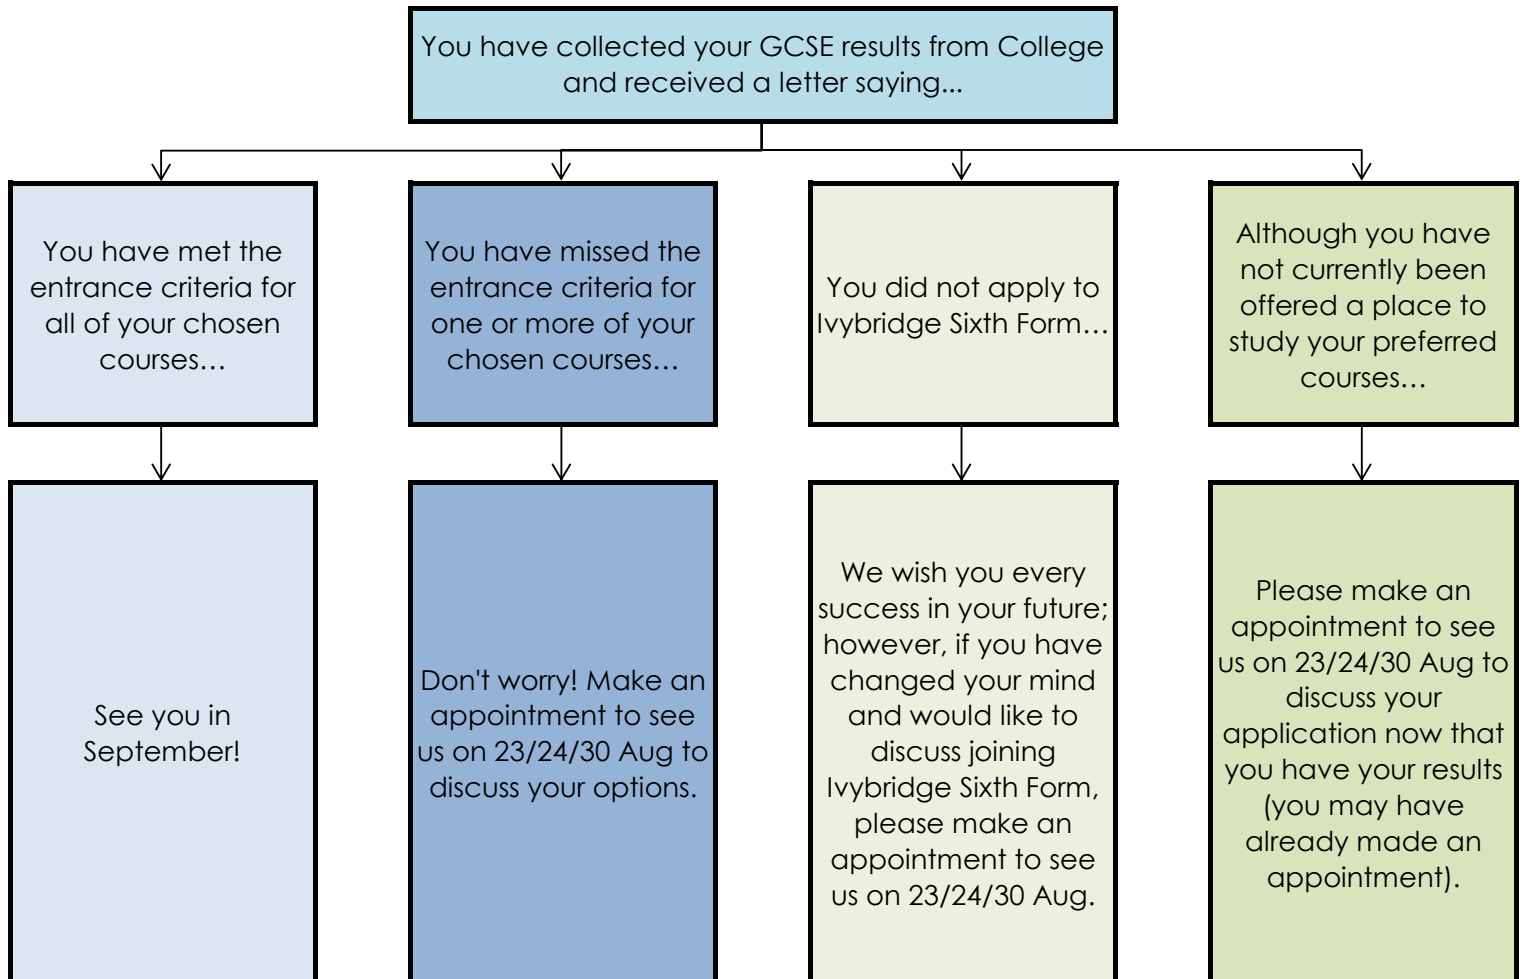 You have collected your GCSE results from College
and received a letter saying...
You have met the
entrance criteria for
all of your chosen
courses…
You have missed the
entrance criteria for
one or more of your
chosen courses…
You did not apply to
Ivybridge Sixth Form…
Although you have
not currently been
offered a place to
study your preferred
courses…
See you in
September!
Don't worry! Make an
appointment to see
us on 23/24/30 Aug to
discuss your options.
We wish you every
success in your future;
however, if you have
changed your mind
and would like to
discuss joining
Ivybridge Sixth Form,
please make an
appointment to see
us on 23/24/30 Aug.
Please make an
appointment to see
us on 23/24/30 Aug to
discuss your
application now that
you have your results
(you may have
already made an
appointment).